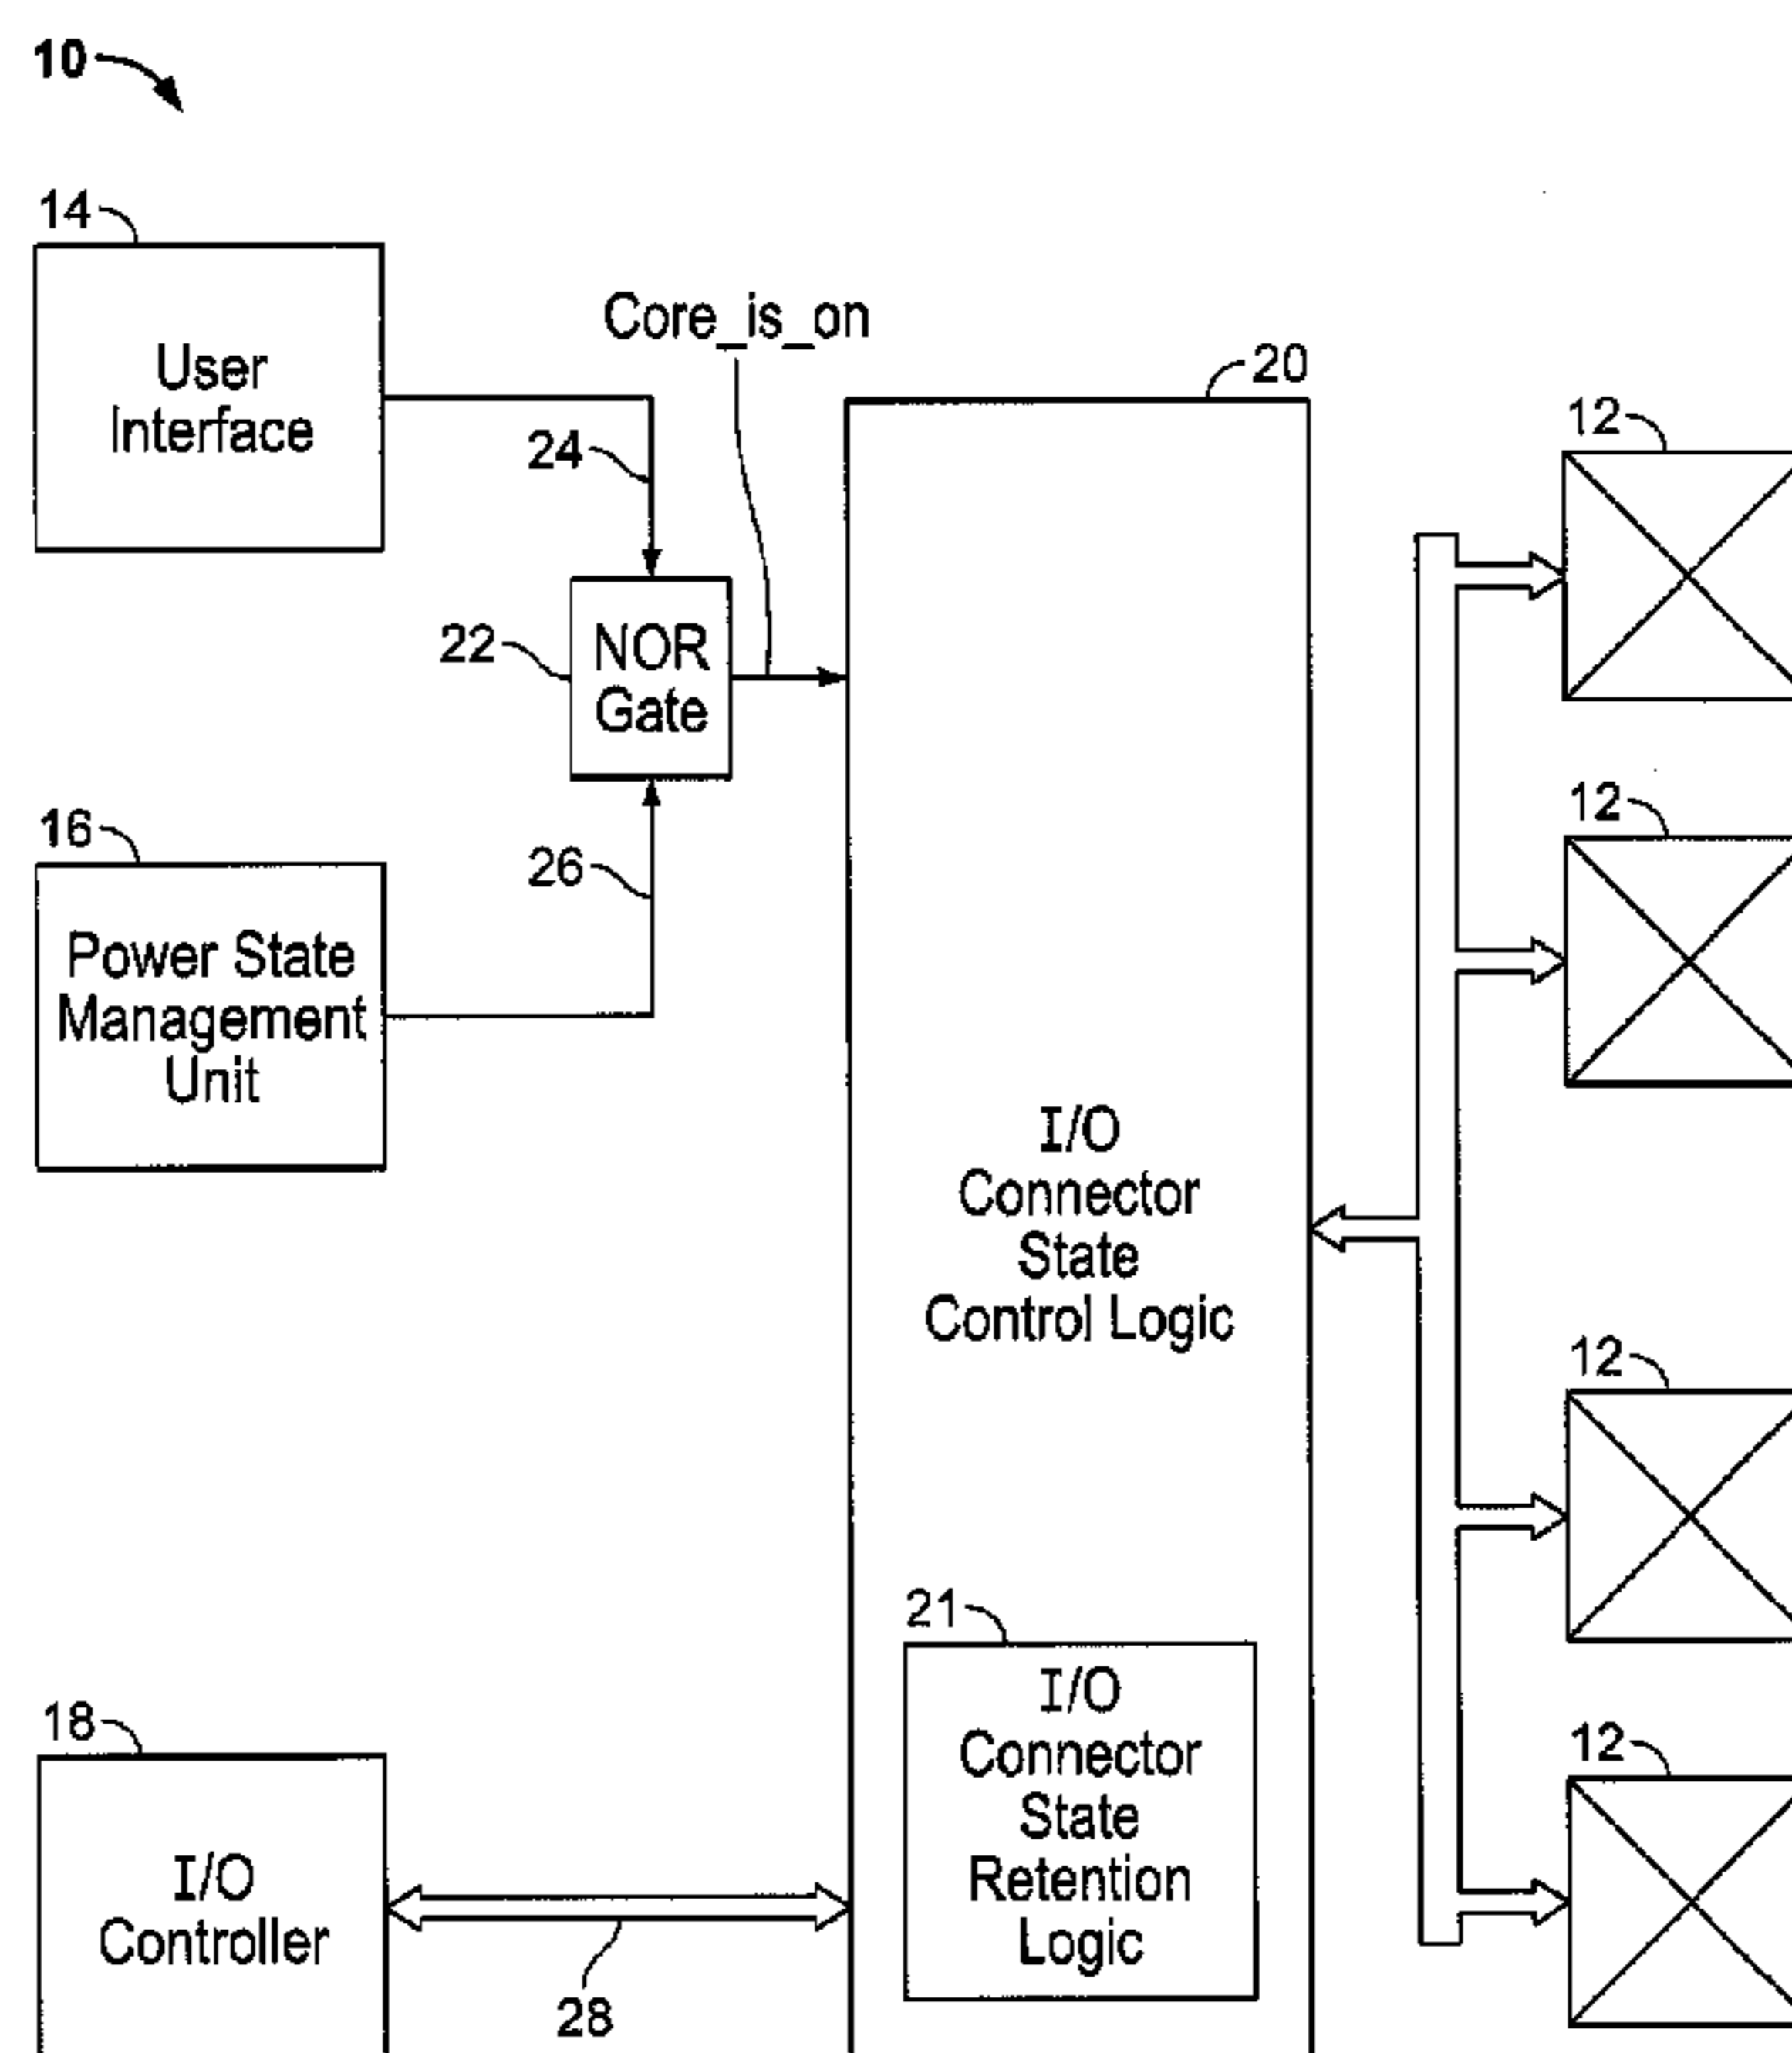 10
14
User
Interface
Core_is_on
24
20
12
22
NOR
Gate
12
16
Power State
Management
Unit
26
I/O
Connector
State
Control Logic
12
21
I/O
Connector
State
Retention
Logic
18
I/O
Controller
12
28